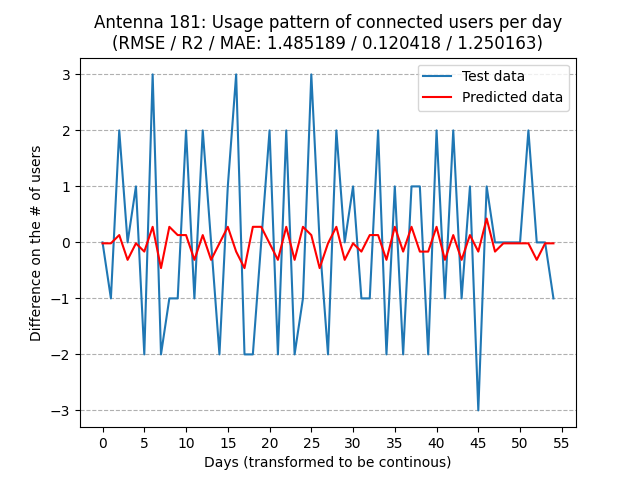 Antenna 181: Usage pattern of connected users per day
(RMSE / R2 / MAE: 1.485189 / 0.120418 / 1.250163)
Test data
Predicted data
Difference on the # of users
3
2
1
0
−1
−2
−3
0 5 10 15 20 25 30 35 40 45 50 55
Days (transformed to be continous)